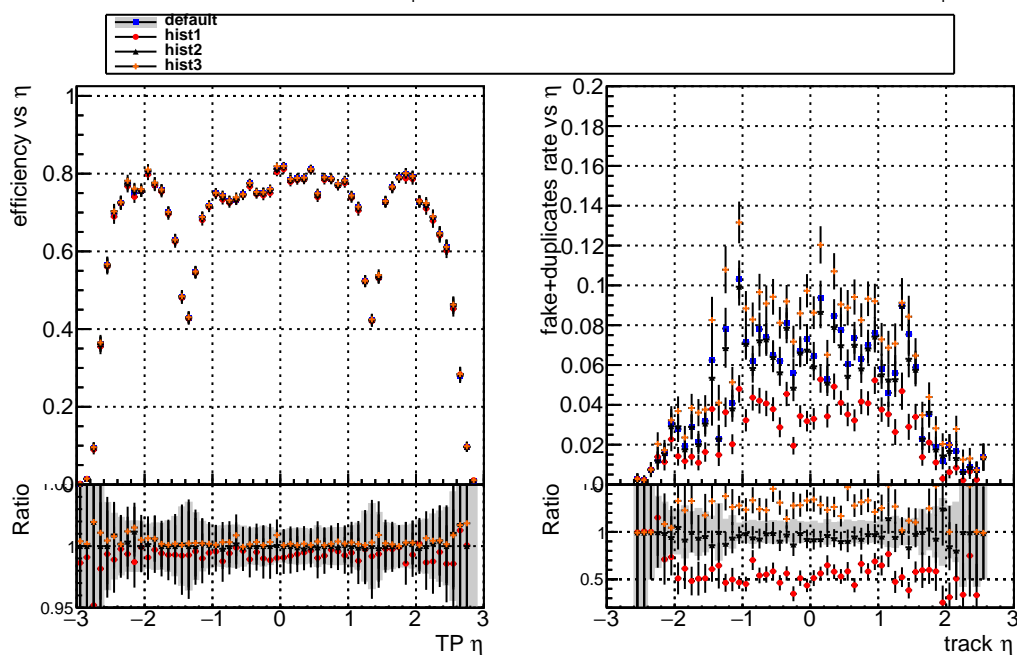 default
hist1
hist2
hist3
efficiency vs η
1
0.8
0.6
0.4
0.2
0
Ratio
1
0.95
−3 −2 −1 0 1 2 3
TP η
fake+duplicates rate vs η
0.2
0.18
0.16
0.14
0.12
0.1
0.08
0.06
0.04
0.02
0
Ratio
1
0.5
−3 −2 −1 0 1 2 3
track η